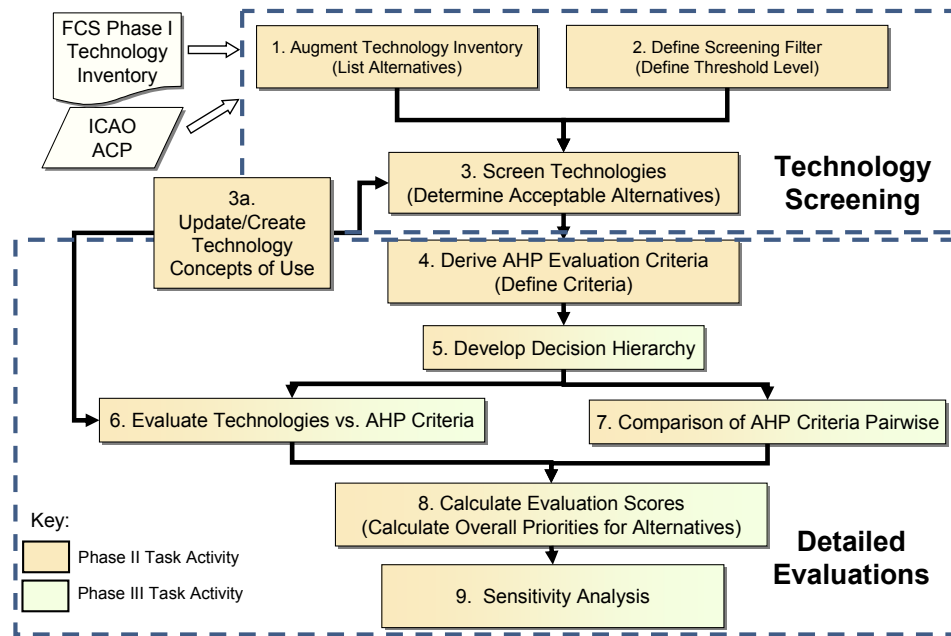 FCS Phase I
Technology
Inventory
ICAO
ACP
1. Augment Technology Inventory
(List Alternatives)
2. Define Screening Filter
(Define Threshold Level)
3. Screen Technologies
(Determine Acceptable Alternatives)
Technology
Screening
3a.
Update/Create
Technology
Concepts of Use
4. Derive AHP Evaluation Criteria
(Define Criteria)
5. Develop Decision Hierarchy
6. Evaluate Technologies vs. AHP Criteria
7. Comparison of AHP Criteria Pairwise
8. Calculate Evaluation Scores
(Calculate Overall Priorities for Alternatives)
9. Sensitivity Analysis
Detailed
Evaluations
Key:
Phase II Task Activity
Phase III Task Activity